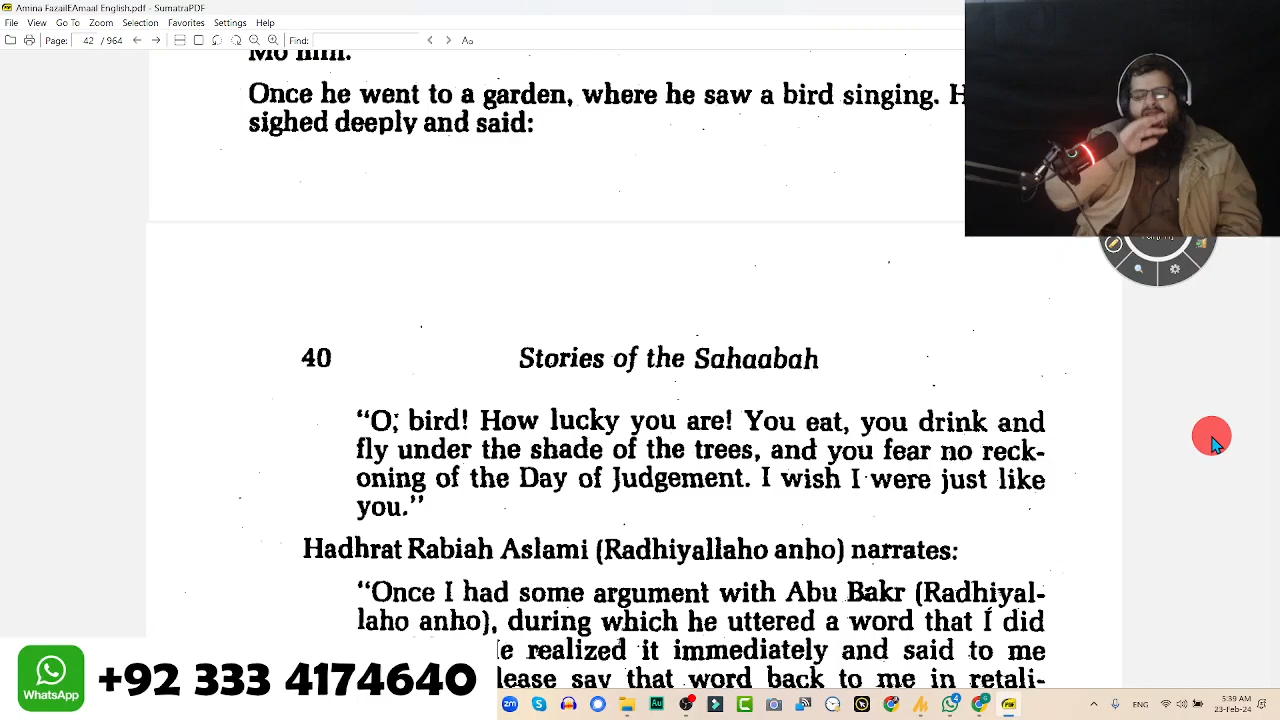 Amina FazailEAmaal English.pdf - SumatraPDF
File View Go To Zoom Selection Favorites Settings Help
Page: 42 / 964 Find: Aa
Once he went to a garden, where he saw a bird singing.
sighed deeply and said:
40 Stories of the Sahaabah
"O; bird! How lucky you are! You eat, you drink and
fly under the shade of the trees, and you fear no reck-
oning of the Day of Judgement. I wish I were just like
you."
Hadhrat Rabiah Aslami (Radhiyallaho anho) narrates:
"Once I had some argument with Abu Bakr (Radhiyal-
laho anho), during which he uttered a word that I did
realized it immediately and said to me
say that word back to me in retali-
WhatsApp
+92 333 4174640
zm S Au 4 6
ENG 5:39 AM
23-Feb-24